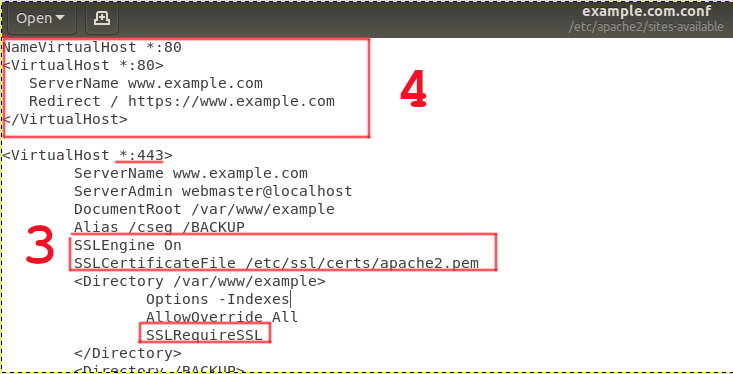 Open
example.com.conf
/etc/apache2/sites-available
NameVirtualHost *:80
<VirtualHost *:80>
ServerName www.example.com
Redirect / https://www.example.com
</VirtualHost>
4
<VirtualHost *:443>
ServerName www.example.com
ServerAdmin webmaster@localhost
DocumentRoot /var/www/example
Alias /cseg /BACKUP
3
SSLEngine On
SSLCertificateFile /etc/ssl/certs/apache2.pem
<Directory /var/www/example>
Options -Indexes
AllowOverride All
SSLRequireSSL
</Directory>
<Directory /BACKUP>